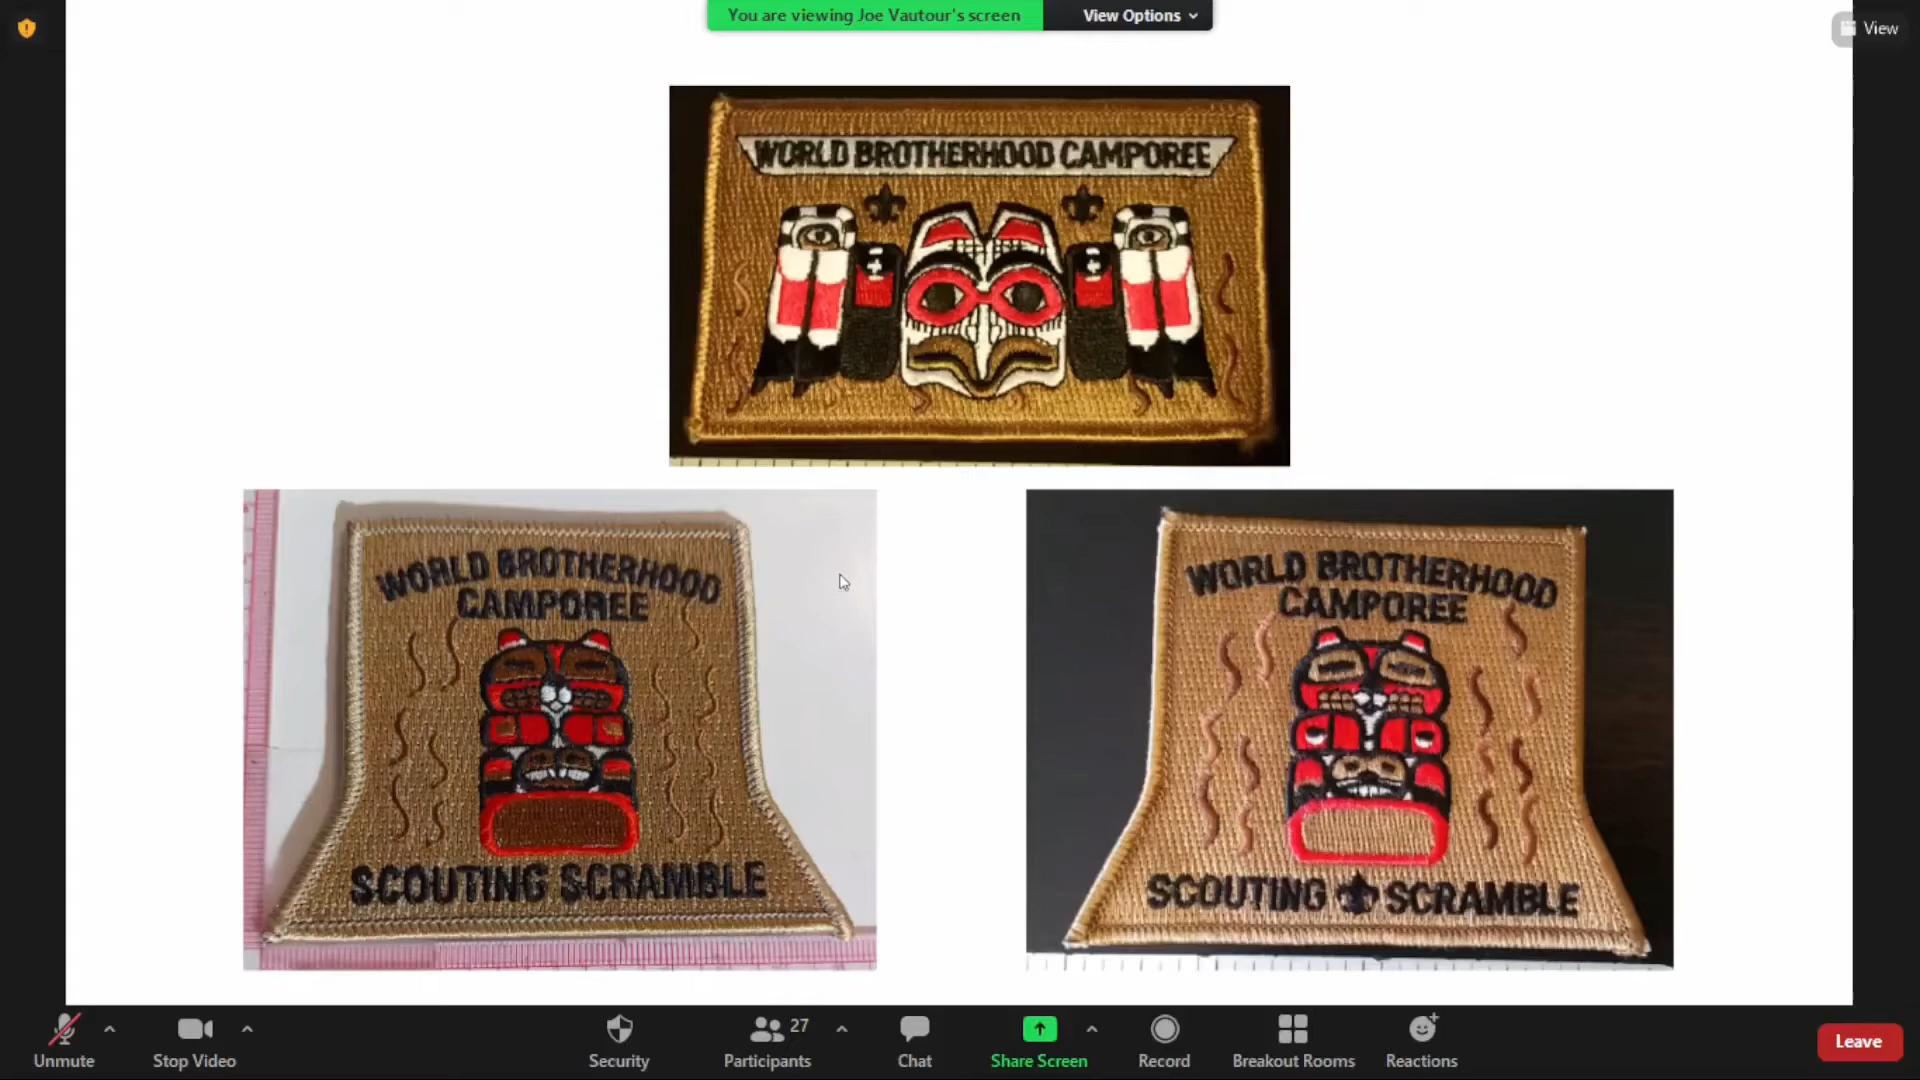 You are viewing Joe Vautour's screen
View Options
View
WORLD BROTHERHOOD CAMPOREE
WORLD BROTHERHOOD
CAMPOREE
SCOUTING SCRAMBLE
WORLD BROTHERHOOD
CAMPOREE
SCOUTING SCRAMBLE
Unmute
Stop Video
Security
Participants
27
Chat
Share Screen
Record
Breakout Rooms
Reactions
Leave